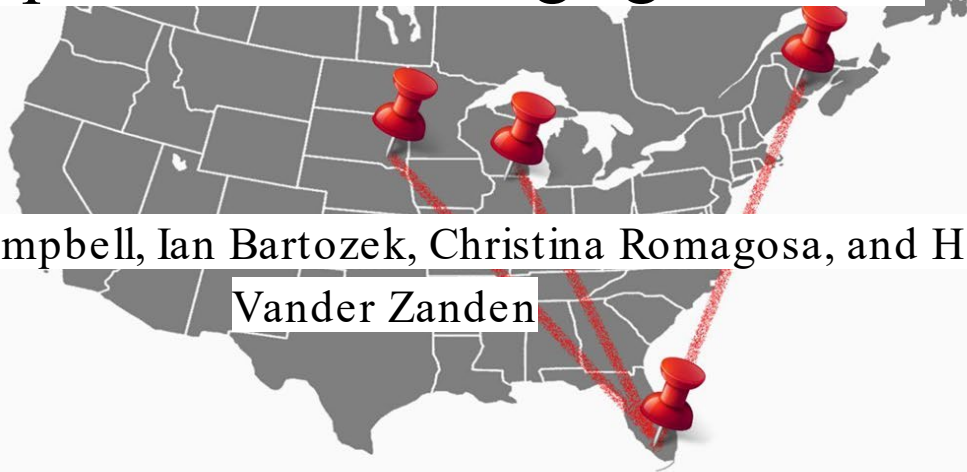 mpbell, Ian Bartozek, Christina Romagosa, and H
Vander Zanden